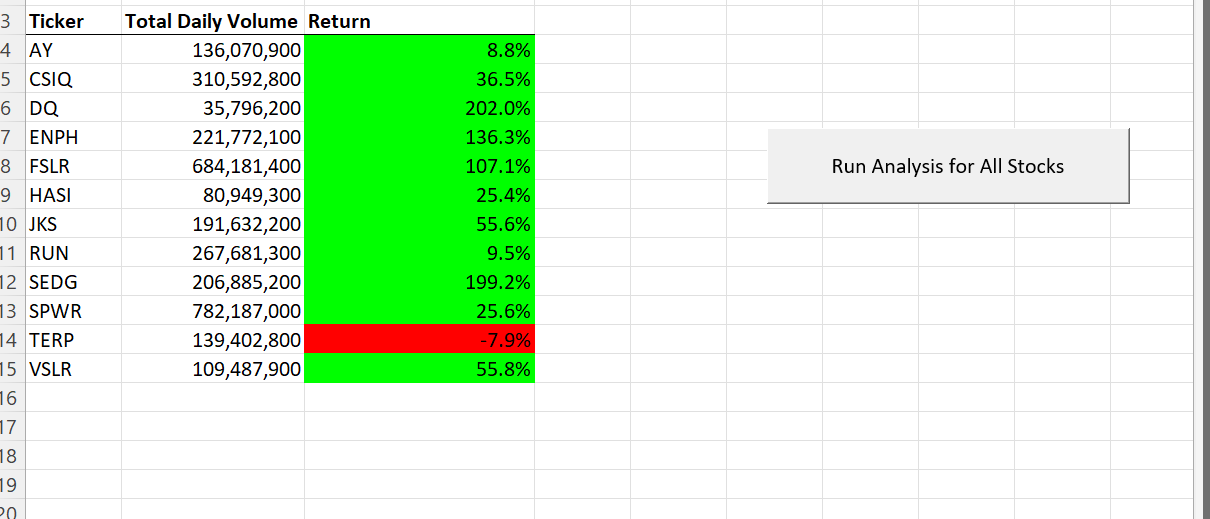 3 Ticker Total Daily Volume Return
4 AY 136,070,900 8.8%
5 CSIQ 310,592,800 36.5%
6 DQ 35,796,200 202.0%
7 ENPH 221,772,100 136.3%
8 FSLR 684,181,400 107.1%
Run Analysis for All Stocks
9 HASI 80,949,300 25.4%
10 JKS 191,632,200 55.6%
11 RUN 267,681,300 9.5%
12 SEDG 206,885,200 199.2%
13 SPWR 782,187,000 25.6%
14 TERP 139,402,800 -7.9%
15 VSLR 109,487,900 55.8%
16
17
18
19
20